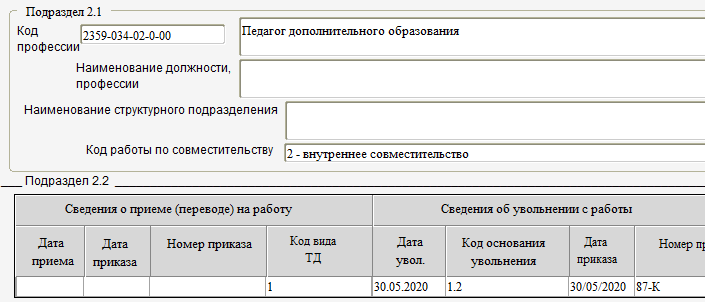 Подраздел 2.1
Код профессии 2359-034-02-0-00 Педагог дополнительного образования
Наименование должности, профессии
Наименование структурного подразделения
Код работы по совместительству 2 - внутреннее совместительство
Подраздел 2.2
Сведения о приеме (переводе) на работу Сведения об увольнении с работы
Дата приема Дата приказа Номер приказа Код вида ТД Дата увол. Код основания увольнения Дата приказа Номер пр
1 30.05.2020 1.2 30/05/2020 87-К